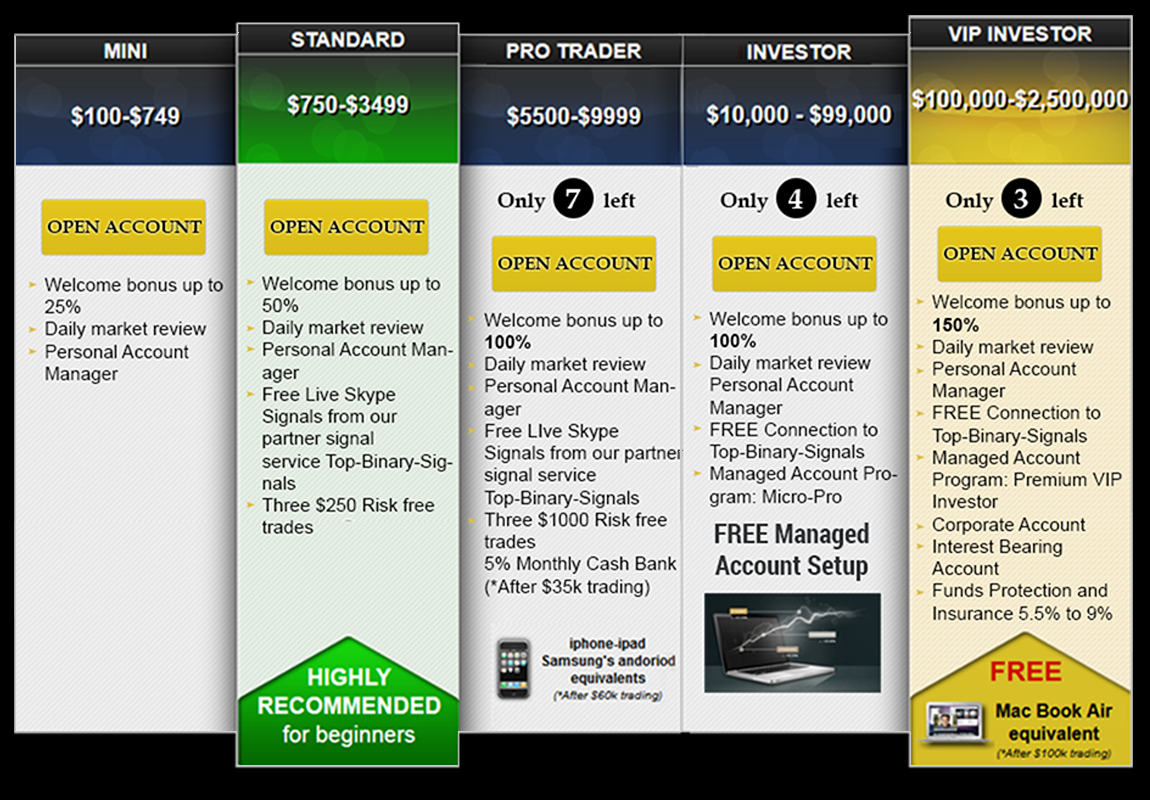 MINI
$100-$749
OPEN ACCOUNT
Welcome bonus up to
25%
Daily market review
Personal Account
Manager
STANDARD
$750-$3499
OPEN ACCOUNT
Welcome bonus up to
50%
Daily market review
Personal Account Man-
ager
Free Live Skype
Signals from our
partner signal
service Top-Binary-Sig-
nals
Three $250 Risk free
trades
HIGHLY
RECOMMENDED
for beginners
PRO TRADER
$5500-$9999
Only 7 left
OPEN ACCOUNT
Welcome bonus up to
100%
Daily market review
Personal Account Man-
ager
Free LIve Skype
Signals from our partner
signal service
Top-Binary-Signals
Three $1000 Risk free
trades
5% Monthly Cash Bank
(*After $35k trading)
iphone-ipad
Samsung's andoriod
equivalents
(*After $60k trading)
INVESTOR
$10,000 - $99,000
Only 4 left
OPEN ACCOUNT
Welcome bonus up to
100%
Daily market review
Personal Account
Manager
FREE Connection to
Top-Binary-Signals
Managed Account Pro-
gram: Micro-Pro
FREE Managed
Account Setup
VIP INVESTOR
$100,000-$2,500,000
Only 3 left
OPEN ACCOUNT
Welcome bonus up to
150%
Daily market review
Personal Account
Manager
FREE Connection to
Top-Binary-Signals
Managed Account
Program: Premium VIP
Investor
Corporate Account
Interest Bearing
Account
Funds Protection and
Insurance 5.5% to 9%
FREE
Mac Book Air
equivalent
(*After $100k trading)